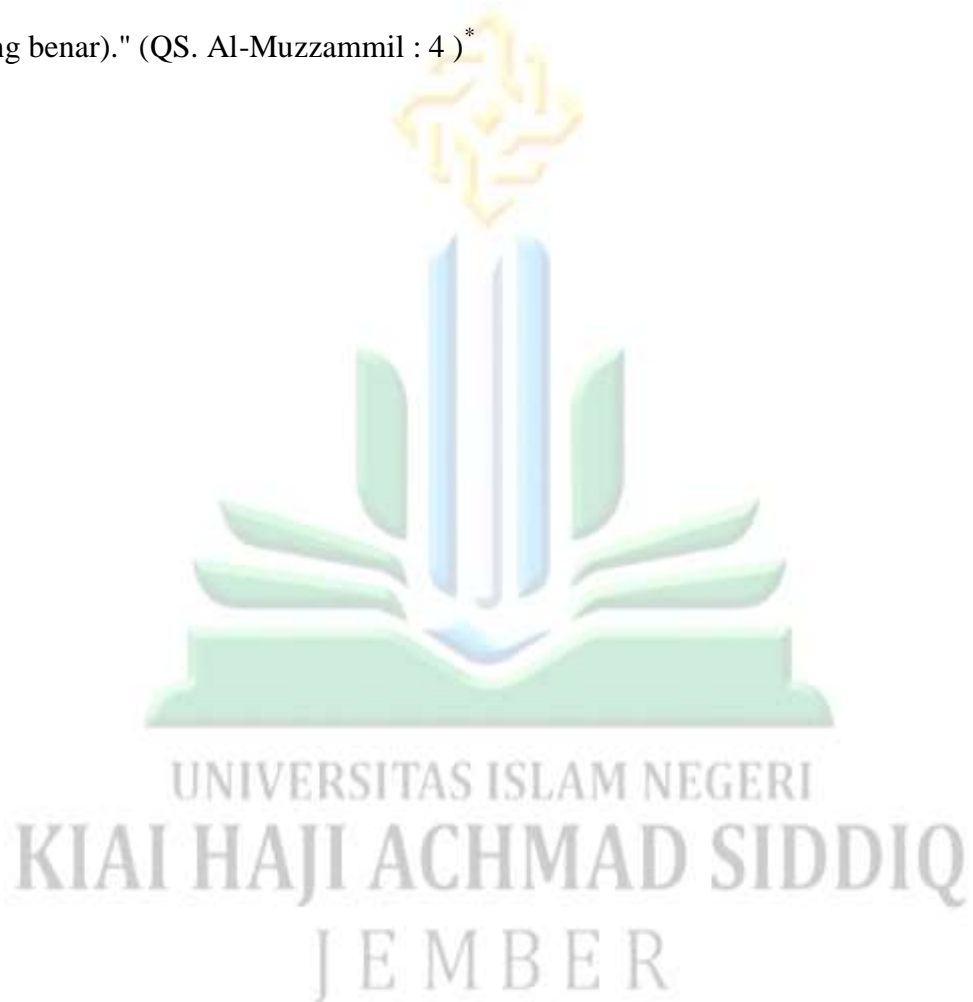 ng benar)." (QS. Al-Muzzammil : 4 )*
UNIVERSITAS ISLAM NEGERI
KIAI HAJI ACHMAD SIDDIQ
JEMBER